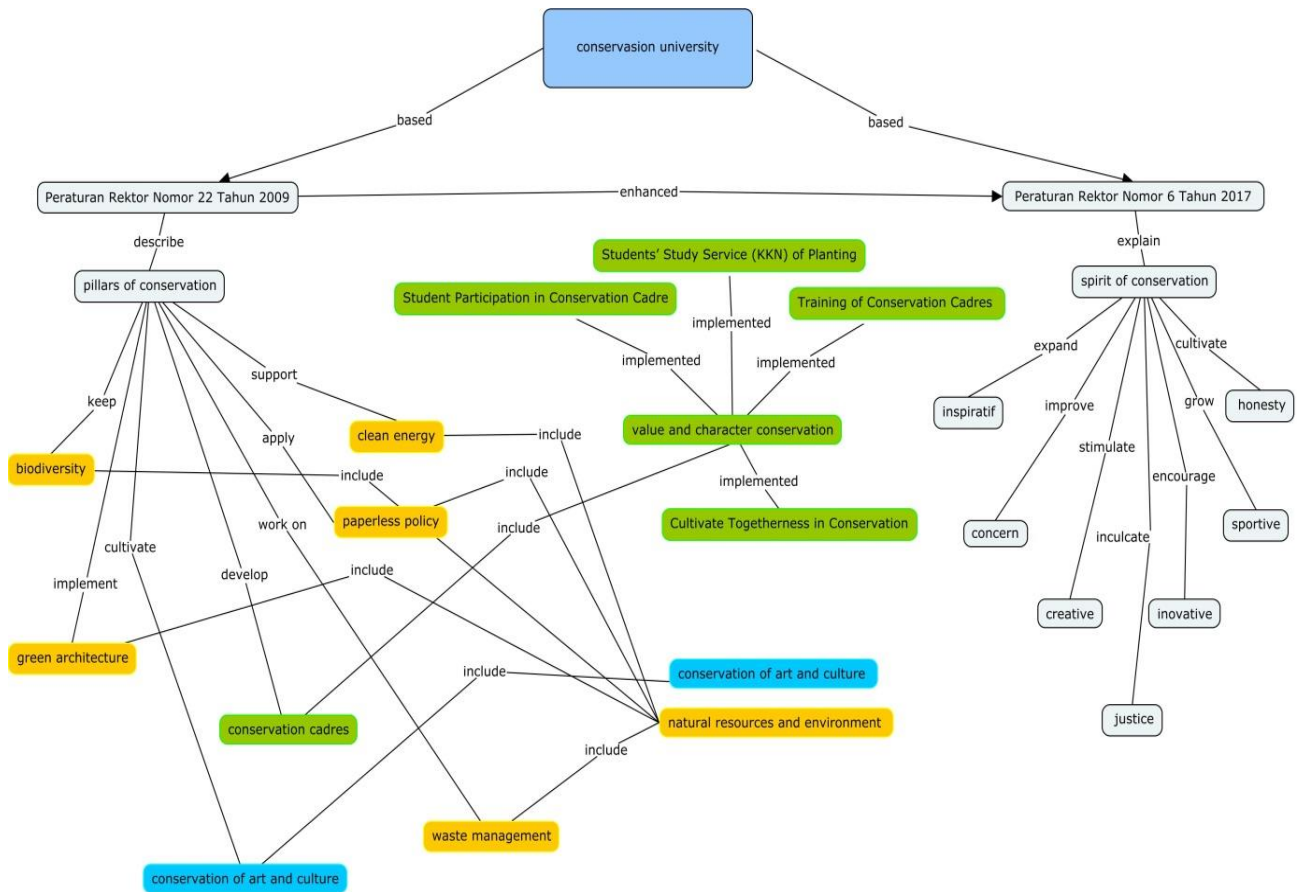 conservasion university
based
based
Peraturan Rektor Nomor 22 Tahun 2009
enhanced
Peraturan Rektor Nomor 6 Tahun 2017
describe
explain
Students' Study Service (KKN) of Planting
pillars of conservation
spirit of conservation
Student Participation in Conservation Cadre
Training of Conservation Cadres
implemented
implemented
implemented
expand
cultivate
support
keep
improve
grow
honesty
inspiratif
clean energy
apply
include
value and character conservation
stimulate
biodiversity
include
include
encourage
implemented
paperless policy
work on
include
Cultivate Togetherness in Conservation
concern
sportive
inculcate
cultivate
implement
develop
include
creative
inovative
green architecture
include
conservation of art and culture
conservation cadres
natural resources and environment
justice
include
waste management
conservation of art and culture